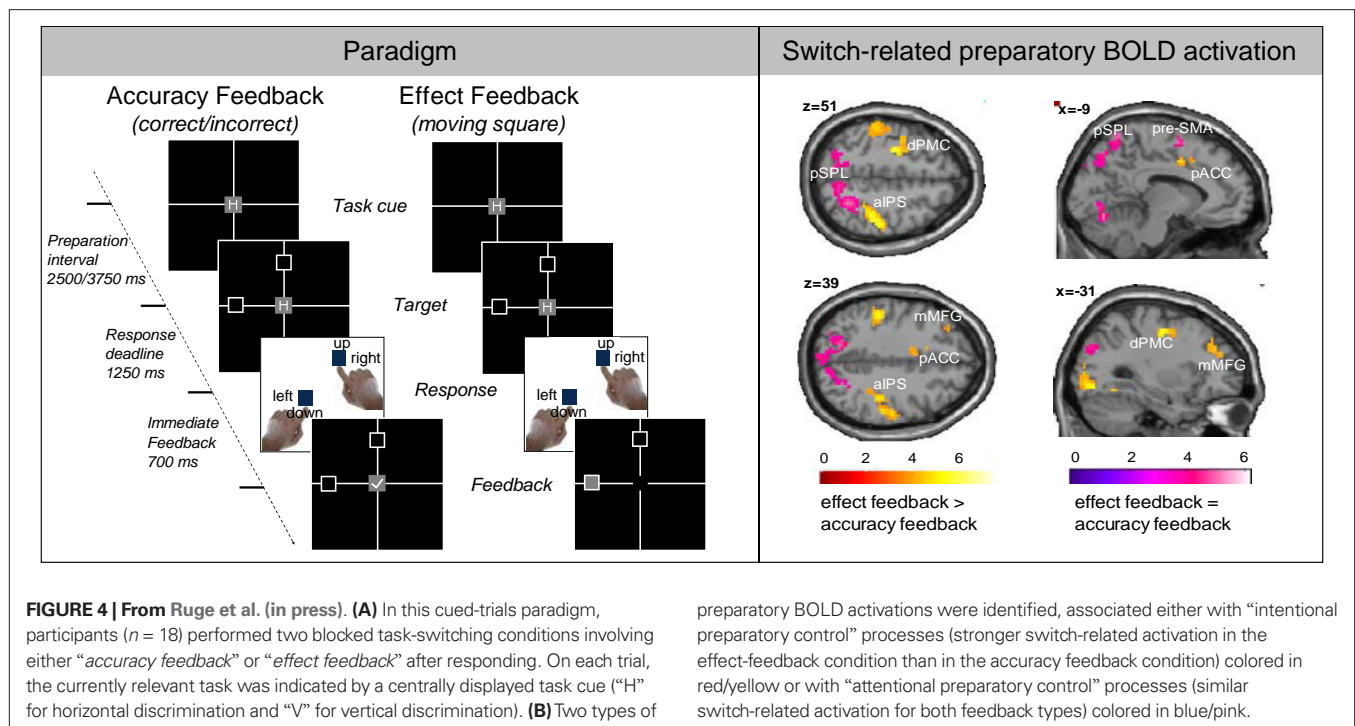 Paradigm
Accuracy Feedback
(correct/incorrect)
Effect Feedback
(moving square)
H
Task cue
H
Preparation
interval
2500/3750 ms
H
Target
H
Response
deadline
1250 ms
up
right
left
down
Response
up
right
left
down
Immediate
Feedback
700 ms
Feedback
Switch-related preparatory BOLD activation
z=51
dPMC
pSPL
aIPS
x=-9
pSPL
pre-SMA
pACC
z=39
mMFG
pACC
aIPS
x=-31
dPMC
mMFG
0 2 4 6
effect feedback >
accuracy feedback
0 2 4 6
effect feedback =
accuracy feedback
FIGURE 4 | From Ruge et al. (in press). (A) In this cued-trials paradigm,
participants (n = 18) performed two blocked task-switching conditions involving
either “accuracy feedback” or “effect feedback” after responding. On each trial,
the currently relevant task was indicated by a centrally displayed task cue (“H”
for horizontal discrimination and “V” for vertical discrimination). (B) Two types of
preparatory BOLD activations were identified, associated either with “intentional
preparatory control” processes (stronger switch-related activation in the
effect-feedback condition than in the accuracy feedback condition) colored in
red/yellow or with “attentional preparatory control” processes (similar
switch-related activation for both feedback types) colored in blue/pink.